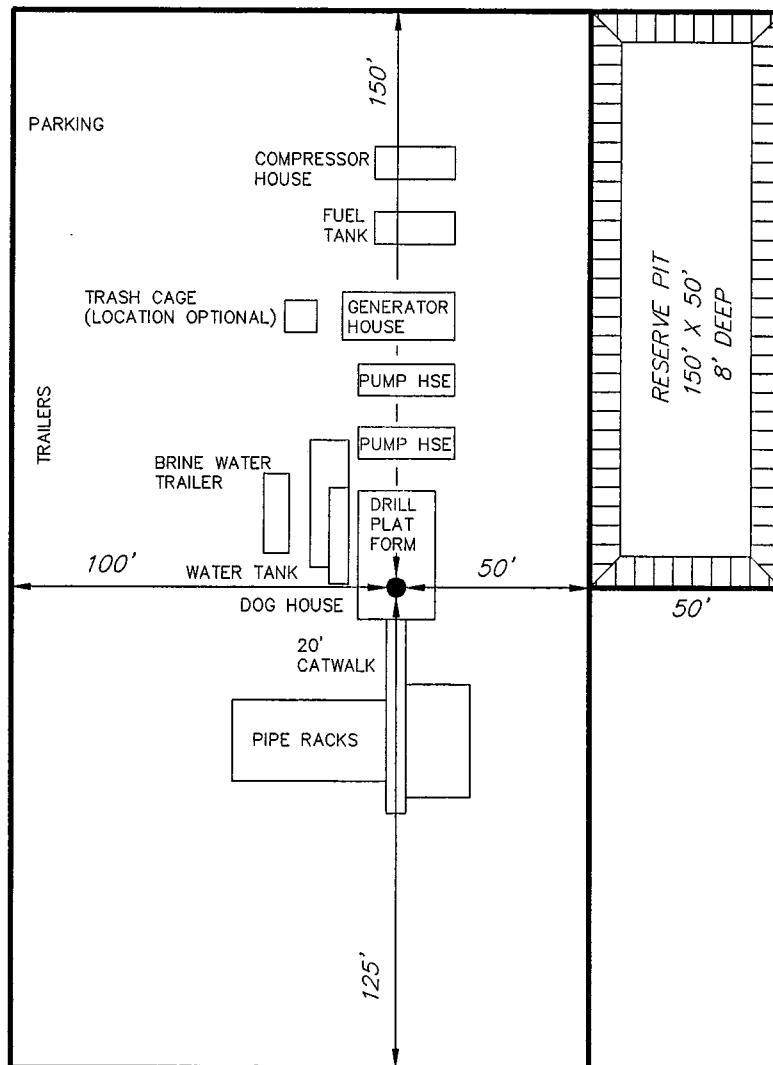 150'
PARKING
COMPRESSOR
HOUSE
FUEL
TANK
TRASH CAGE
(LOCATION OPTIONAL)
GENERATOR
HOUSE
PUMP HSE
RESERVE PIT
150' X 50'
8' DEEP
TRAILERS
PUMP HSE
BRINE WATER
TRAILER
DRILL
PLAT
FORM
100'
WATER TANK
50'
DOG HOUSE
50'
20'
CATWALK
PIPE RACKS
125'